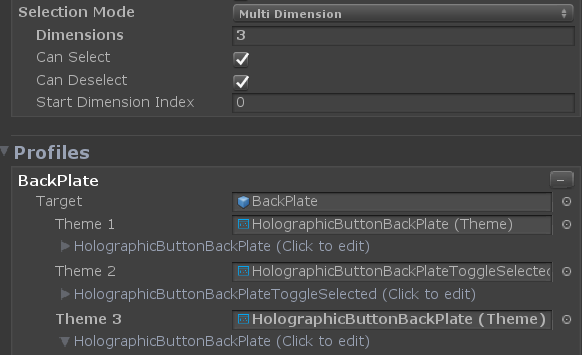 Selection Mode Multi Dimension
Dimensions 3
Can Select
Can Deselect
Start Dimension Index 0
Profiles
BackPlate
Target BackPlate
Theme 1 HolographicButtonBackPlate (Theme)
HolographicButtonBackPlate (Click to edit)
Theme 2 HolographicButtonBackPlateToggleSelected
HolographicButtonBackPlateToggleSelected (Click to edit)
Theme 3 HolographicButtonBackPlate (Theme)
HolographicButtonBackPlate (Click to edit)